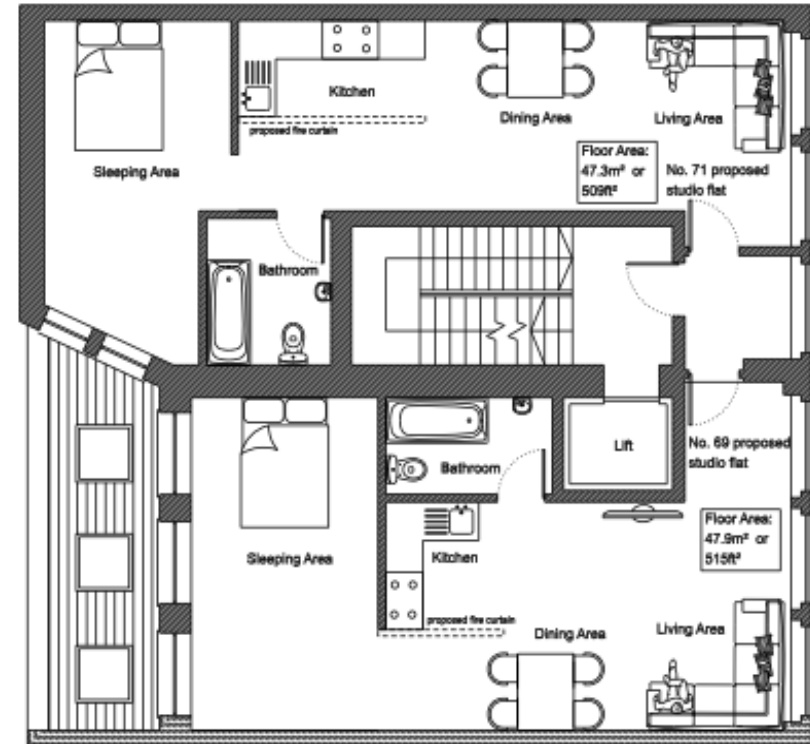 Kitchen
proposed fire curtain
Dining Area
Living Area
Sleeping Area
Floor Area:
47.3m² or
509ft²
No. 71 proposed
studio flat
Bathroom
Lift
No. 69 proposed
studio flat
Bathroom
Floor Area:
47.9m² or
515ft²
Sleeping Area
Kitchen
proposed fire curtain
Dining Area
Living Area